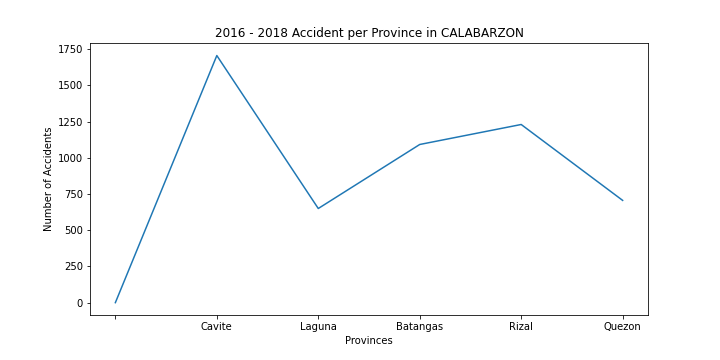 2016 - 2018 Accident per Province in CALABARZON
1750
1500
1250
1000
750
500
250
0
Number of Accidents
Cavite Laguna Batangas Rizal Quezon
Provinces